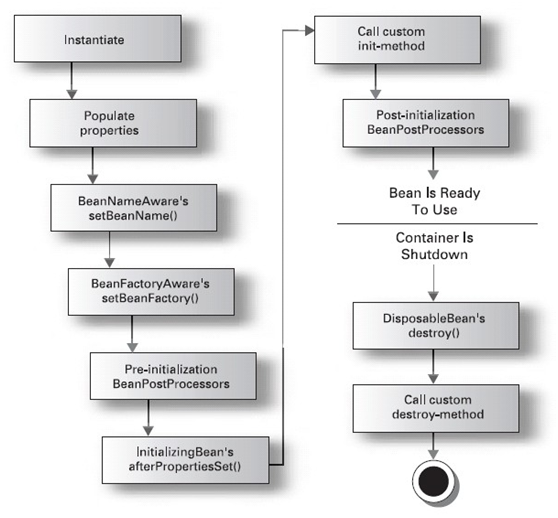 Instantiate
Populate
properties
BeanNameAware's
setBeanName()
BeanFactoryAware's
setBeanFactory()
Pre-initialization
BeanPostProcessors
InitializingBean's
afterPropertiesSet()
Call custom
init-method
Post-initialization
BeanPostProcessors
Bean Is Ready
To Use
Container Is
Shutdown
DisposableBean's
destroy()
Call custom
destroy-method